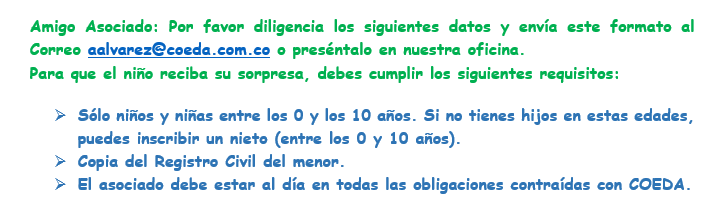 Amigo Asociado: Por favor diligencia los siguientes datos y envía este formato al
Correo aalvarez@coeda.com.co o preséntalo en nuestra oficina.
Para que el niño reciba su sorpresa, debes cumplir los siguientes requisitos:
➢ Sólo niños y niñas entre los 0 y los 10 años. Si no tienes hijos en estas edades,
puedes inscribir un nieto (entre los 0 y 10 años).
➢ Copia del Registro Civil del menor.
➢ El asociado debe estar al día en todas las obligaciones contraídas con COEDA.